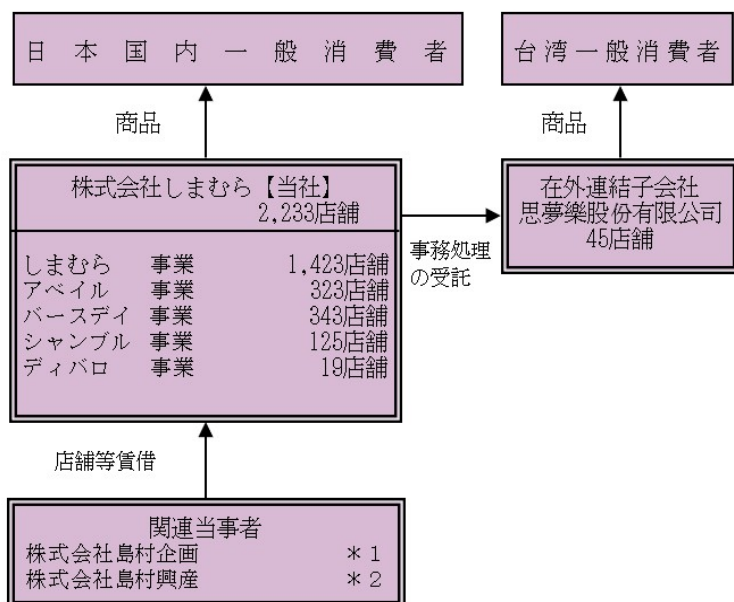 日本国内一般消費者
台湾一般消費者
商品
商品
株式会社しまむら【当社】
2,233店舗
しまむら 事業 1,423店舗
アベイル 事業 323店舗
バースデイ 事業 343店舗
シャンブル 事業 125店舗
ディバロ 事業 19店舗
事務処理
の受託
在外連結子会社
思夢樂股份有限公司
45店舗
店舗等賃借
関連当事者
株式会社島村企画 *1
株式会社島村興産 *2